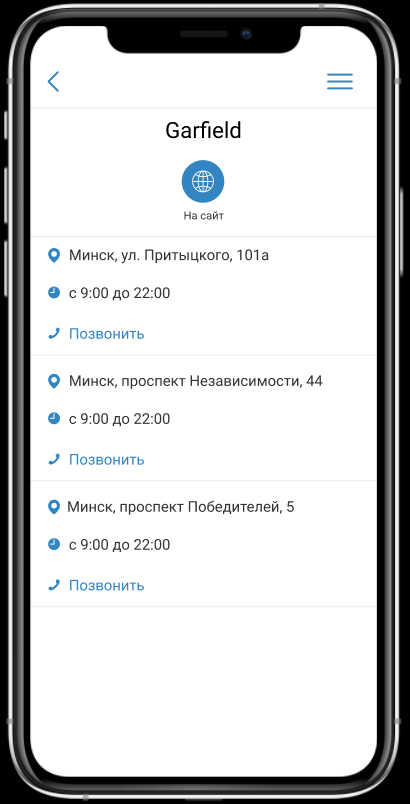 Garfield
На сайт
Минск, ул. Притыцкого, 101а
с 9:00 до 22:00
Позвонить
Минск, проспект Независимости, 44
с 9:00 до 22:00
Позвонить
Минск, проспект Победителей, 5
с 9:00 до 22:00
Позвонить